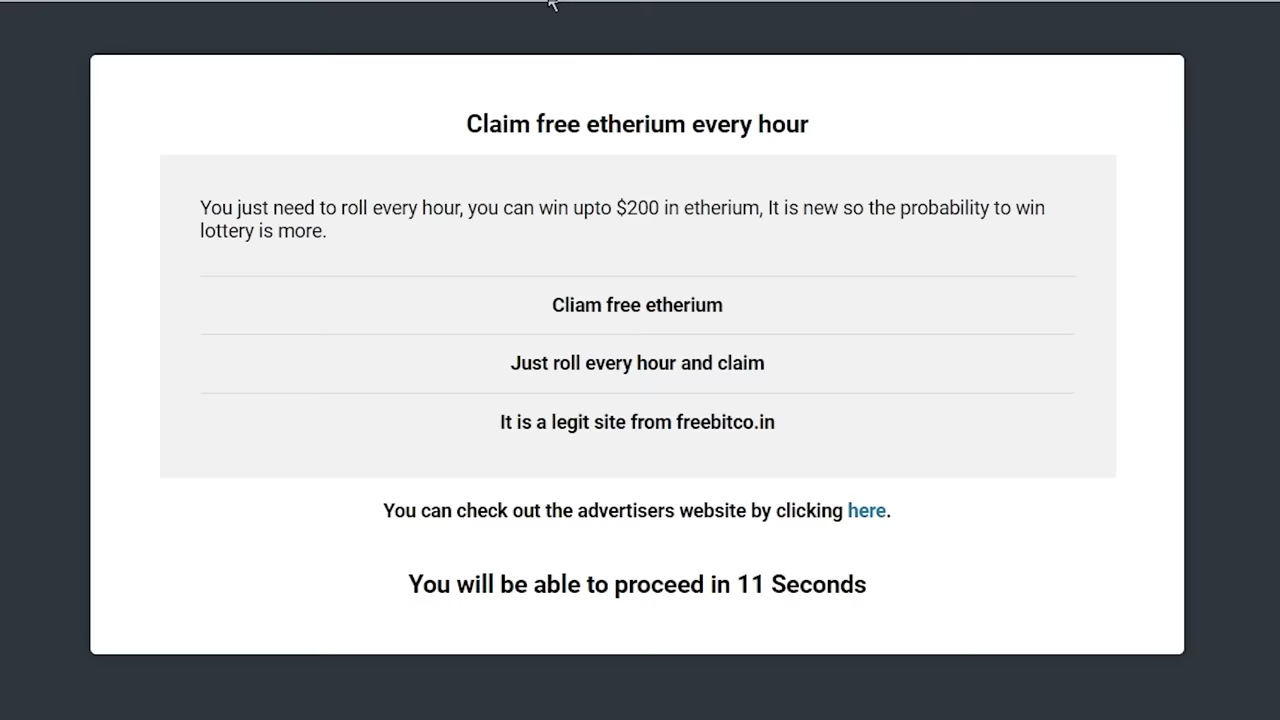 Claim free etherium every hour
You just need to roll every hour, you can win upto $200 in etherium, It is new so the probability to win
lottery is more.
Cliam free etherium
Just roll every hour and claim
It is a legit site from freebitco.in
You can check out the advertisers website by clicking here.
You will be able to proceed in 11 Seconds